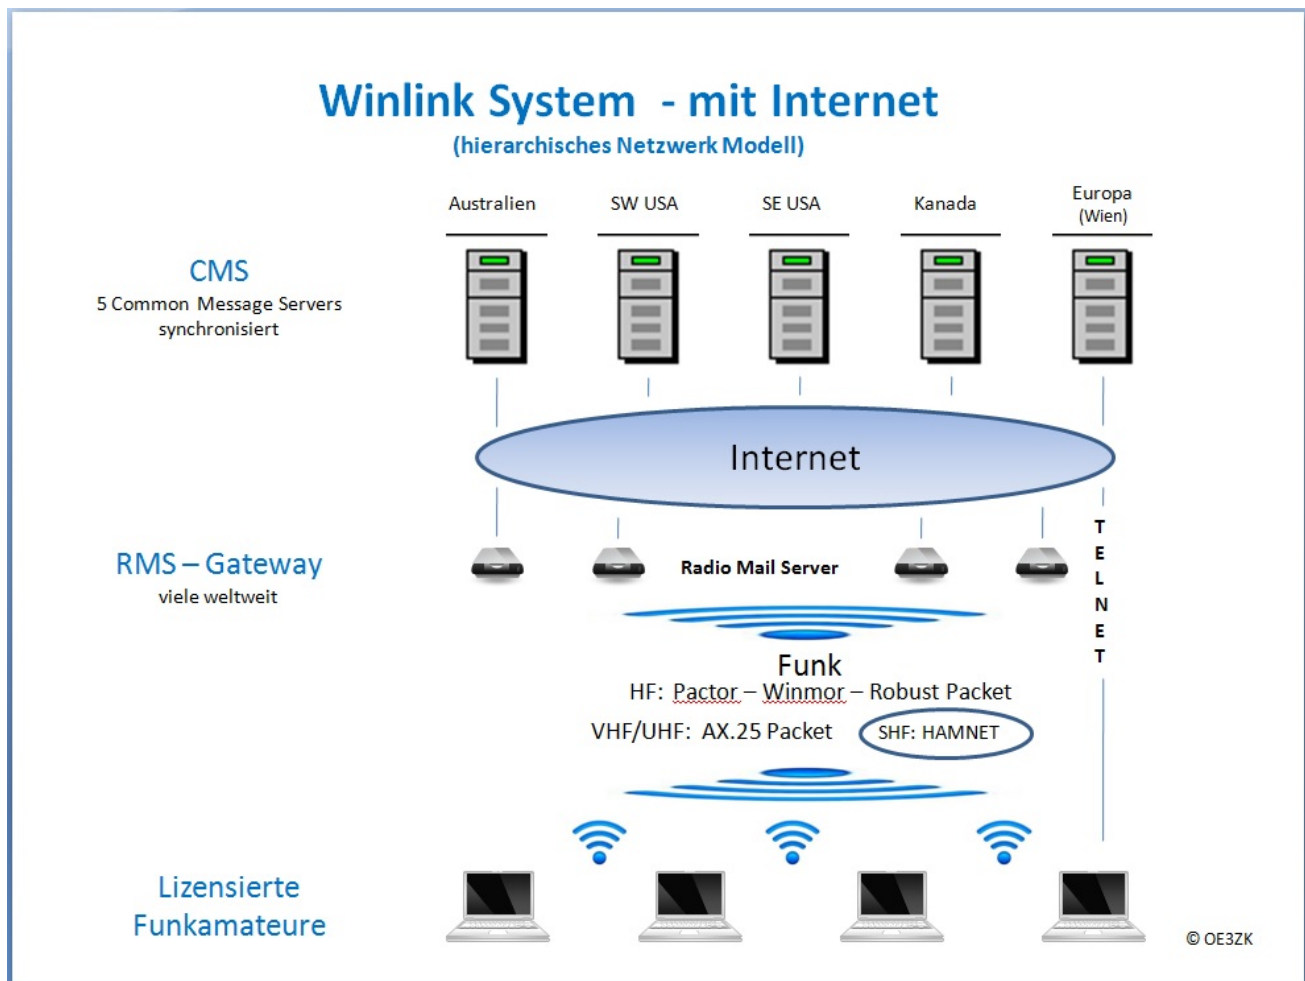 Winlink System - mit Internet
(hierarchisches Netzwerk Modell)
Australien
SW USA
SE USA
Kanada
Europa
(Wien)
CMS
5 Common Message Servers
synchronisiert
Internet
RMS – Gateway
viele weltweit
Radio Mail Server
TELNET
Funk
HF: Pactor – Winmor – Robust Packet
VHF/UHF: AX.25 Packet
SHF: HAMNET
Lizensierte
Funkamateure
© OE3ZK